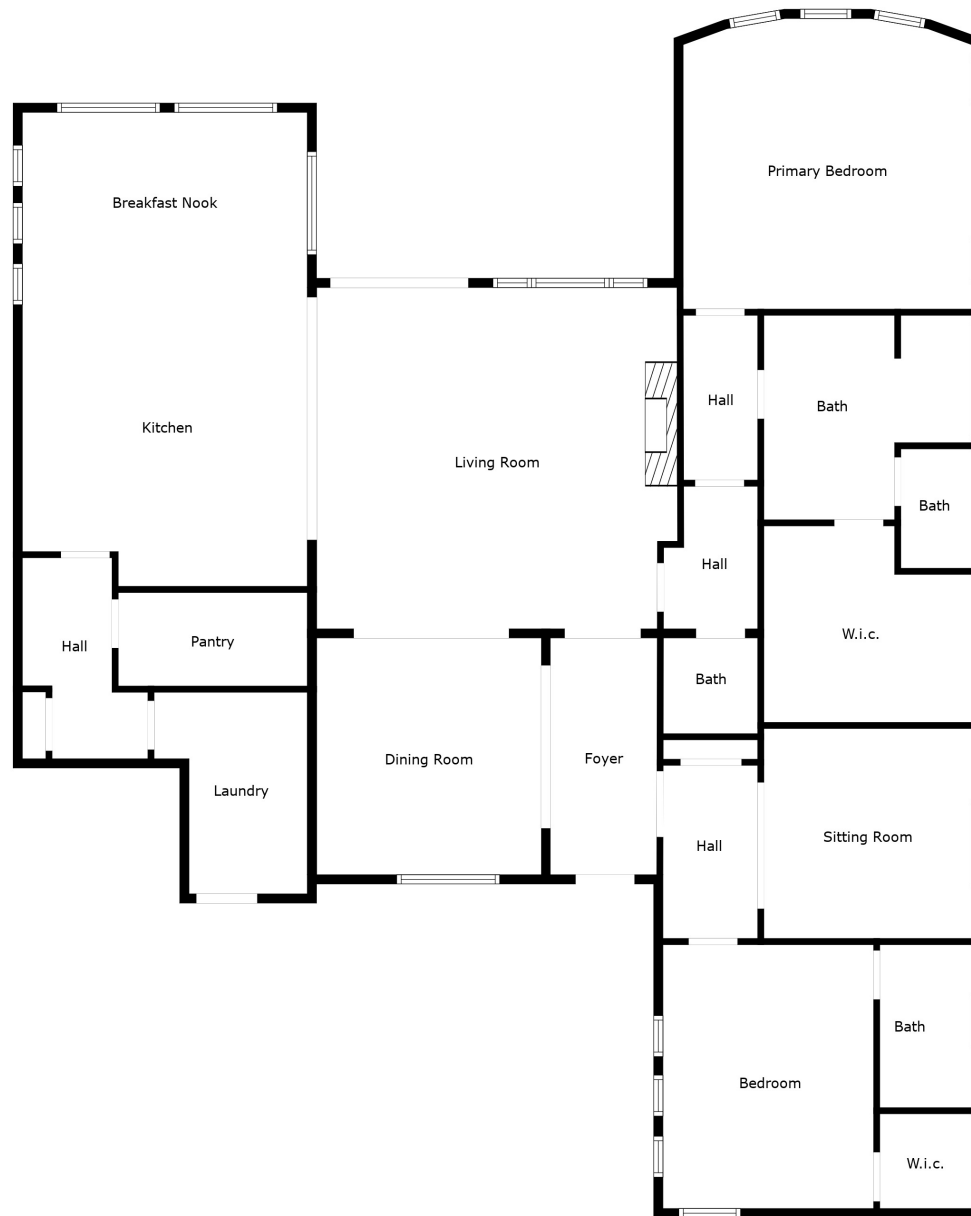 Primary Bedroom
Breakfast Nook
Hall
Bath
Kitchen
Living Room
Bath
Hall
W.i.c.
Pantry
Hall
Bath
Dining Room
Foyer
Laundry
Sitting Room
Hall
Bath
Bedroom
W.i.c.